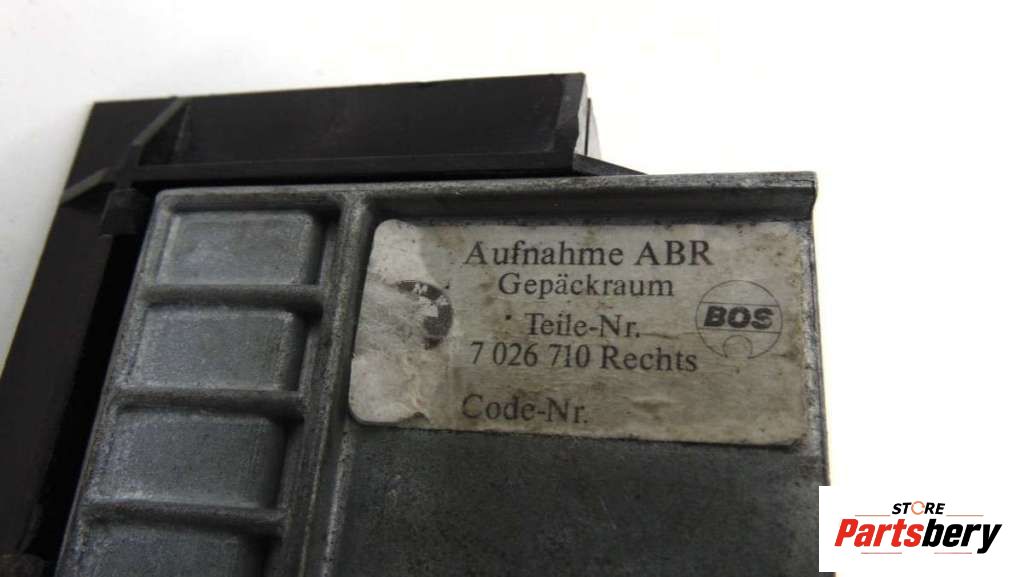 Aufnahme ABR
Gepäckraum
BOS
Teile-Nr.
7 026 710 Rechts
Code-Nr.
STORE
Partsbery